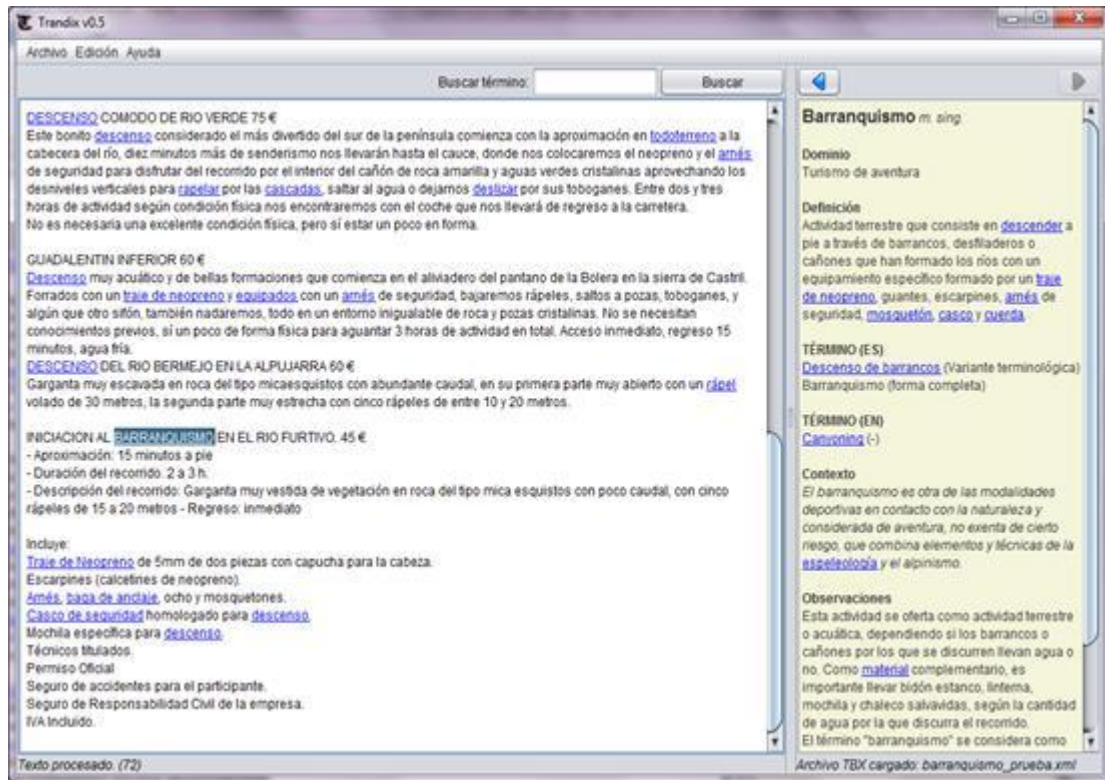 Trandix v0.5
Archivo Edición Ayuda
Buscar término:
Buscar
DESCENSO COMODO DE RIO VERDE 75 €
Este bonito descenso considerado el más divertido del sur de la península comienza con la aproximación en todoterreno a la
cabecera del río, diez minutos más de senderismo nos llevarán hasta el cauce, donde nos colocaremos el neopreno y el arnés
de seguridad para disfrutar del recorrido por el interior del cañón de roca amarilla y aguas verdes cristalinas aprovechando los
desniveles verticales para rapelar por las cascadas, saltar al agua o dejarnos deslizar por sus toboganes. Entre dos y tres
horas de actividad según condición física nos encontraremos con el coche que nos llevará de regreso a la carretera.
No es necesaria una excelente condición física, pero sí estar un poco en forma.
GUADALENTIN INFERIOR 60 €
Descenso muy acuático y de bellas formaciones que comienza en el aliviadero del pantano de la Bolera en la sierra de Castril.
Forrados con un traje de neopreno y equipados con un arnés de seguridad, bajaremos rápeles, saltos a pozas, toboganes, y
algún que otro sifón, también nadaremos, todo en un entorno inigualable de roca y pozas cristalinas. No se necesitan
conocimientos previos, sí un poco de forma física para aguantar 3 horas de actividad en total. Acceso inmediato, regreso 15
minutos, agua fría.
DESCENSO DEL RIO BERMEJO EN LA ALPUJARRA 60 €
Garganta muy escavada en roca del tipo micaesquistos con abundante caudal, en su primera parte muy abierto con un rápel
volado de 30 metros, la segunda parte muy estrecha con cinco rápeles de entre 10 y 20 metros.
INICIACION AL BARRANQUISMO EN EL RIO FURTIVO. 45 €
- Aproximación: 15 minutos a pie
- Duración del recorrido. 2 a 3 h.
- Descripción del recorrido: Garganta muy vestida de vegetación en roca del tipo mica esquistos con poco caudal, con cinco
rápeles de 15 a 20 metros - Regreso: inmediato
Incluye:
Traje de Neopreno de 5mm de dos piezas con capucha para la cabeza.
Escarpines (calcetines de neopreno).
Arnés, baga de anclaje, ocho y mosquetones.
Casco de seguridad homologado para descenso.
Mochila específica para descenso.
Técnicos titulados.
Permiso Oficial
Seguro de accidentes para el participante.
Seguro de Responsabilidad Civil de la empresa.
IVA Incluido.
Texto procesado. (72)
Barranquismo m. sing.
Dominio
Turismo de aventura
Definición
Actividad terrestre que consiste en descender a
pie a través de barrancos, desfiladeros o
cañones que han formado los ríos con un
equipamiento específico formado por un traje
de neopreno, guantes, escarpines, arnés de
seguridad, mosquetón, casco y cuerda.
TÉRMINO (ES)
Descenso de barrancos (Variante terminológica)
Barranquismo (forma completa)
TÉRMINO (EN)
Canyoning (-)
Contexto
El barranquismo es otra de las modalidades
deportivas en contacto con la naturaleza y
considerada de aventura, no exenta de cierto
riesgo, que combina elementos y técnicas de la
espeleología y el alpinismo.
Observaciones
Esta actividad se oferta como actividad terrestre
o acuática, dependiendo si los barrancos o
cañones por los que se discurren llevan agua o
no. Como material complementario, es
importante llevar bidón estanco, linterna,
mochila y chaleco salvavidas, según la cantidad
de agua por la que discurra el recorrido.
El término "barranquismo" se considera como
Archivo TBX cargado: barranquismo_prueba.xml